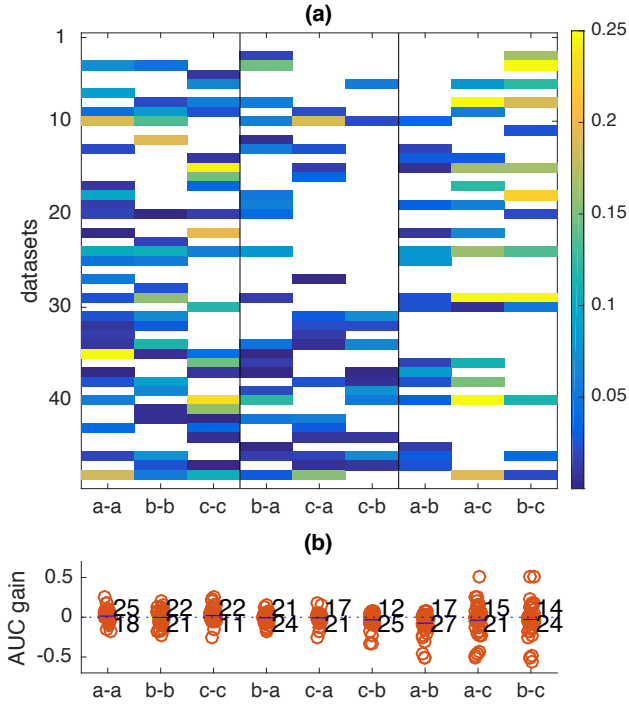 (a)
1
10
20
30
40
datasets
0.25
0.2
0.15
0.1
0.05
a-a b-b c-c b-a c-a c-b a-b a-c b-c
(b)
AUC gain
0.5
0
-0.5
25 22 22 21 17 12 17 15 14
18 21 11 24 21 25 27 21 24
a-a b-b c-c b-a c-a c-b a-b a-c b-c